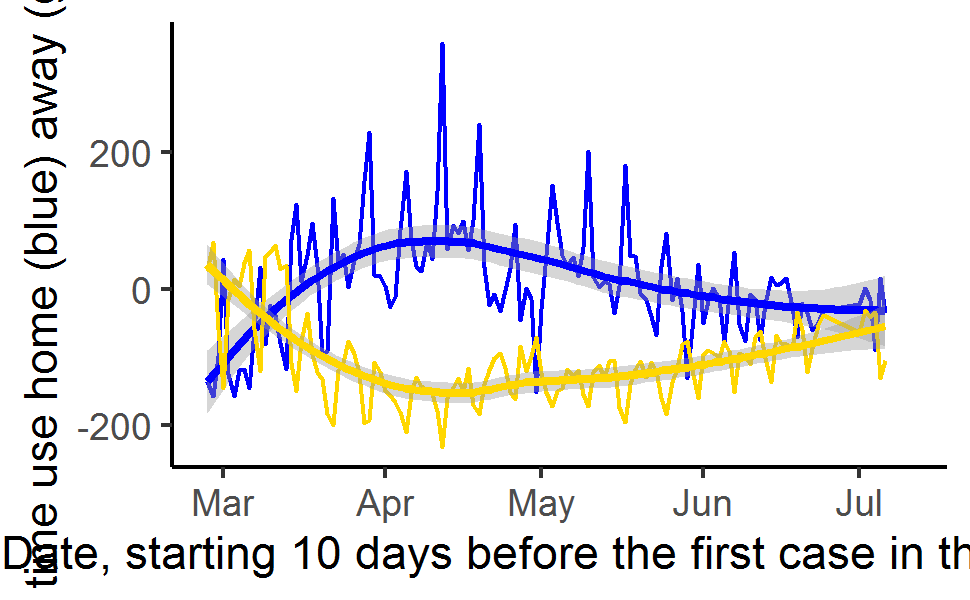 time use home (blue) away (
200
0
-200
Mar Apr May Jun Jul
Date, starting 10 days before the first case in th